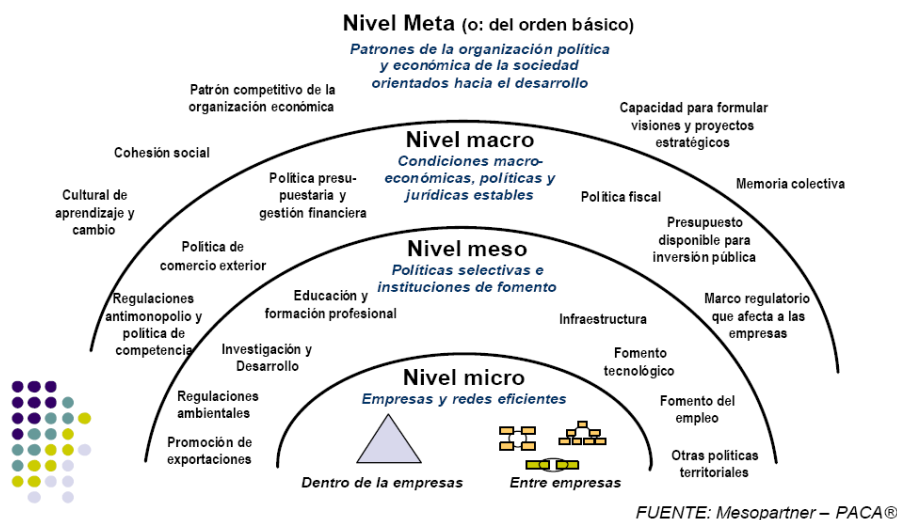 Nivel Meta (o: del orden básico)
Patrones de la organización política
y económica de la sociedad
orientados hacia el desarrollo
Patrón competitivo de la
organización económica
Capacidad para formular
visiones y proyectos
estratégicos
Cohesión social
Memoria colectiva
Cultural de
aprendizaje y
cambio
Nivel macro
Condiciones macro-
económicas, políticas y
jurídicas estables
Política presu-
puestaria y
gestión financiera
Política fiscal
Presupuesto
disponible para
inversión pública
Política de
comercio exterior
Regulaciones
antimonopolio y
política de
competencia
Marco regulatorio
que afecta a las
empresas
Nivel meso
Políticas selectivas e
instituciones de fomento
Educación y
formación profesional
Infraestructura
Investigación y
Desarrollo
Fomento
tecnológico
Regulaciones
ambientales
Fomento del
empleo
Promoción de
exportaciones
Otras políticas
territoriales
Nivel micro
Empresas y redes eficientes
Dentro de la empresas
Entre empresas
FUENTE: Mesopartner – PACA®